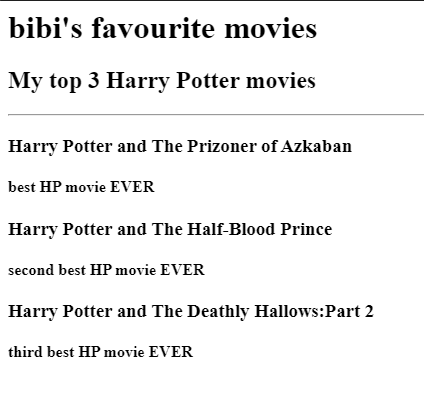 bibi's favourite movies
My top 3 Harry Potter movies
Harry Potter and The Prizoner of Azkaban
best HP movie EVER
Harry Potter and The Half-Blood Prince
second best HP movie EVER
Harry Potter and The Deathly Hallows:Part 2
third best HP movie EVER